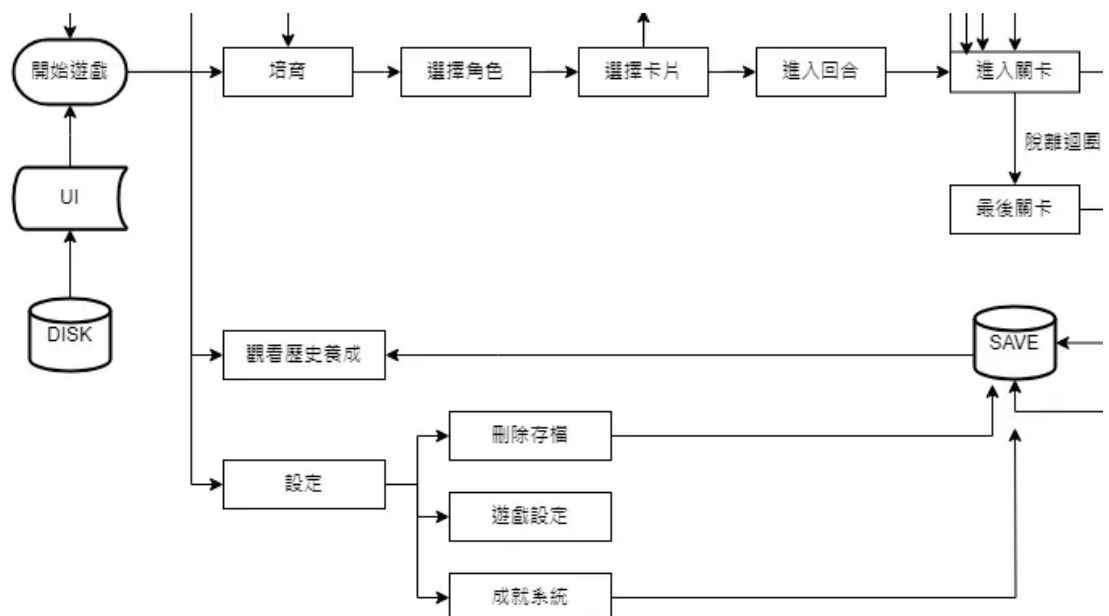 開始遊戲
培育
選擇角色
選擇卡片
進入回合
進入關卡
脫離迴圈
UI
最後關卡
DISK
觀看歷史養成
SAVE
刪除存檔
設定
遊戲設定
成就系統